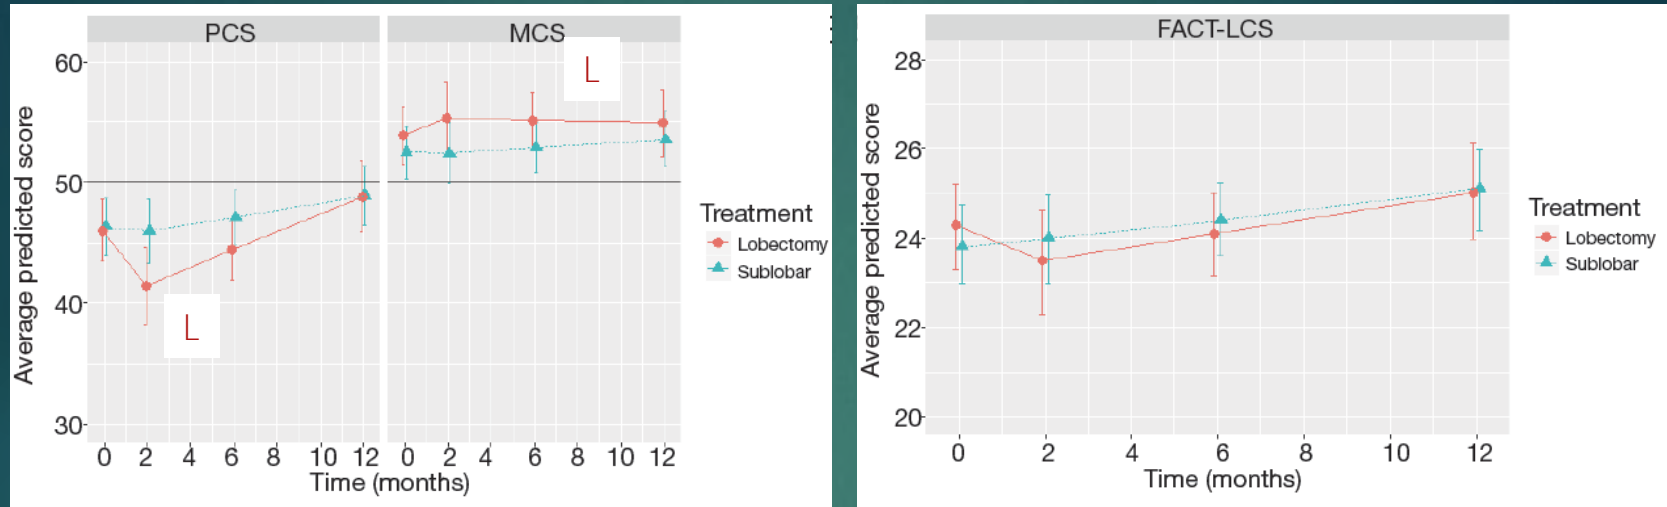 PCS MCS
L
60
50
40
30
L
Average predicted score
0 2 4 6 8 10 12 0 2 4 6 8 10 12
Time (months)
Treatment
Lobectomy
Sublobar
FACT-LCS
28
26
24
22
20
Average predicted score
0 2 4 6 8 10 12
Time (months)
Treatment
Lobectomy
Sublobar